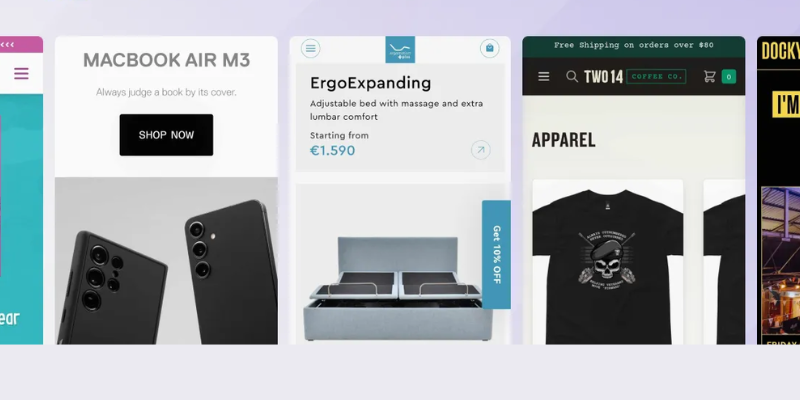 ‹‹‹
ear
MACBOOK AIR M3
Always judge a book by its cover.
SHOP NOW
ErgoExpanding
Adjustable bed with massage and extra
lumbar comfort
Starting from
€1.590
Get 10% OFF
Free Shipping on orders over $80
TWO14 COFFEE CO.
0
APPAREL
DOCKY
I'M
FRIDAY